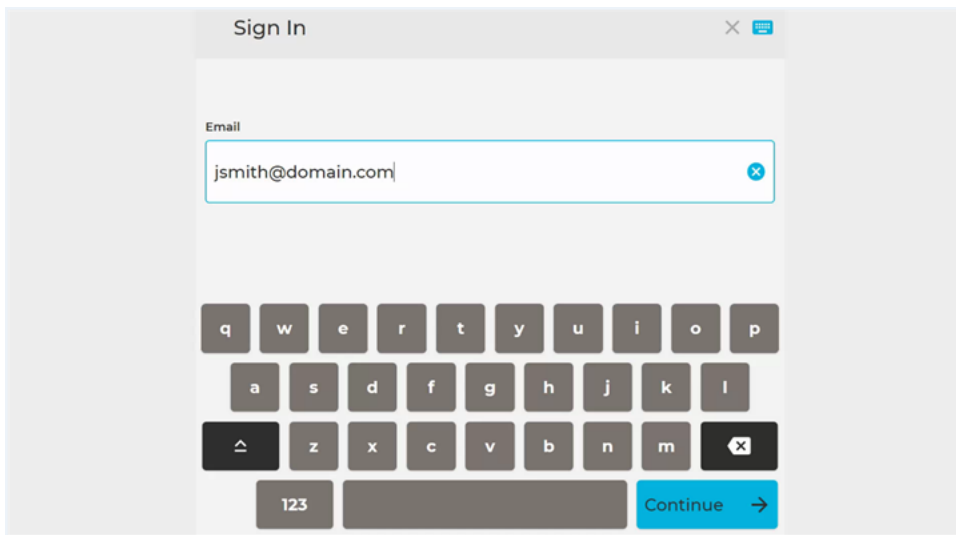 Sign In
Email
jsmith@domain.com
q w e r t y u i o p
a s d f g h j k l
z x c v b n m
123 Continue